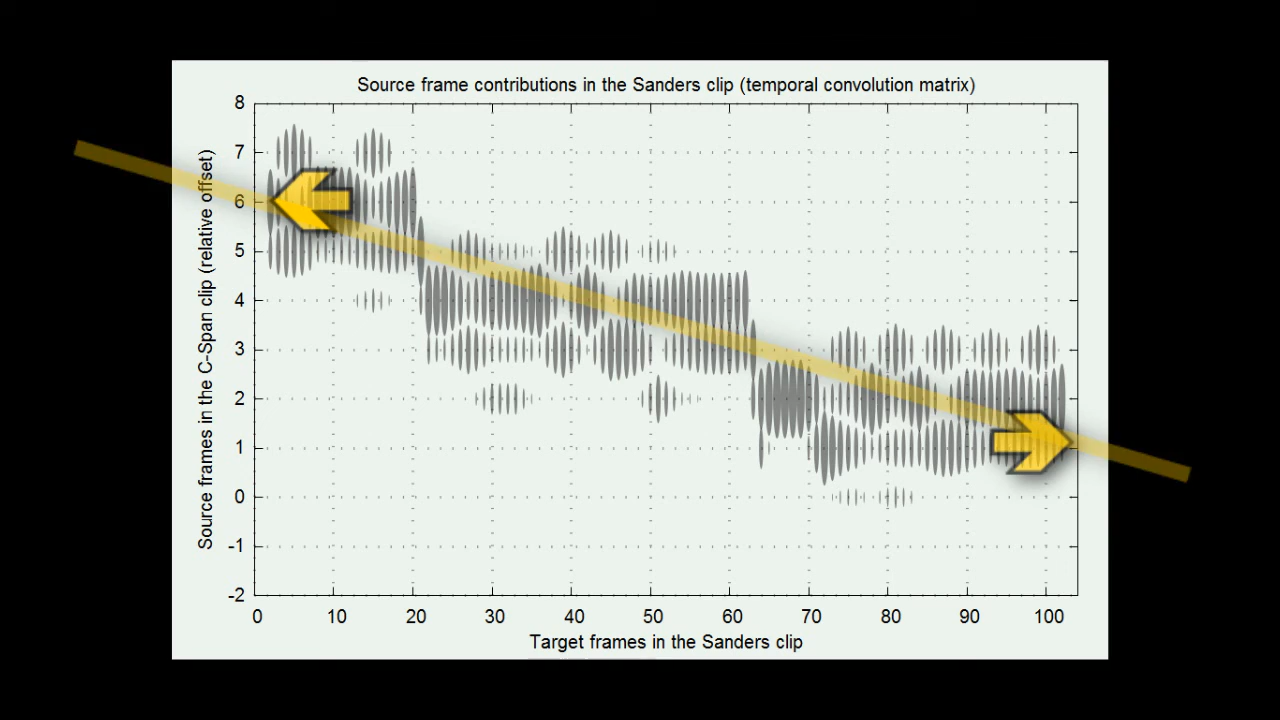 Source frame contributions in the Sanders clip (temporal convolution matrix)
Source frames in the C-Span clip (relative offset)
8
7
6
5
4
3
2
1
0
-1
-2
0 10 20 30 40 50 60 70 80 90 100
Target frames in the Sanders clip